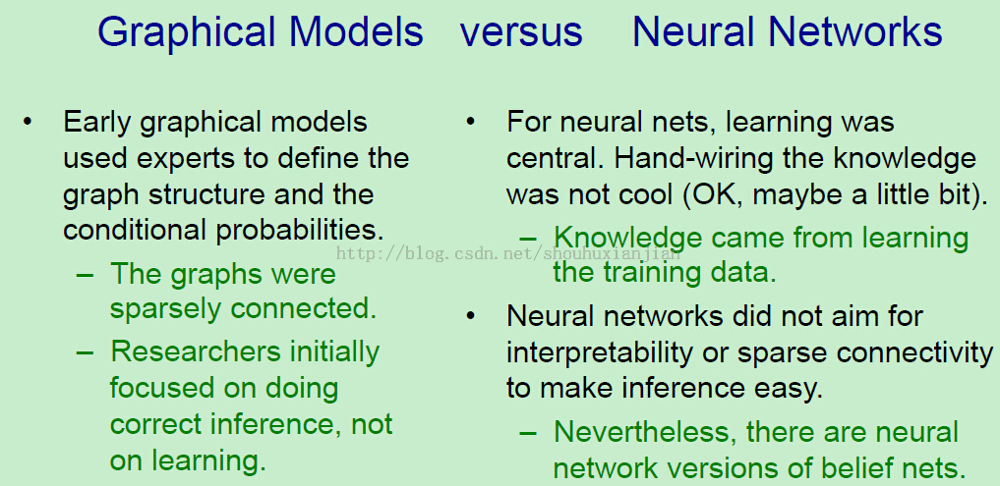 Graphical Models versus Neural Networks
• Early graphical models
used experts to define the
graph structure and the
conditional probabilities.
– The graphs were
sparsely connected.
– Researchers initially
focused on doing
correct inference, not
on learning.
• For neural nets, learning was
central. Hand-wiring the knowledge
was not cool (OK, maybe a little bit).
– Knowledge came from learning
the training data.
• Neural networks did not aim for
interpretability or sparse connectivity
to make inference easy.
– Nevertheless, there are neural
network versions of belief nets.
http://blog.csdn.net/shouhuxianjian